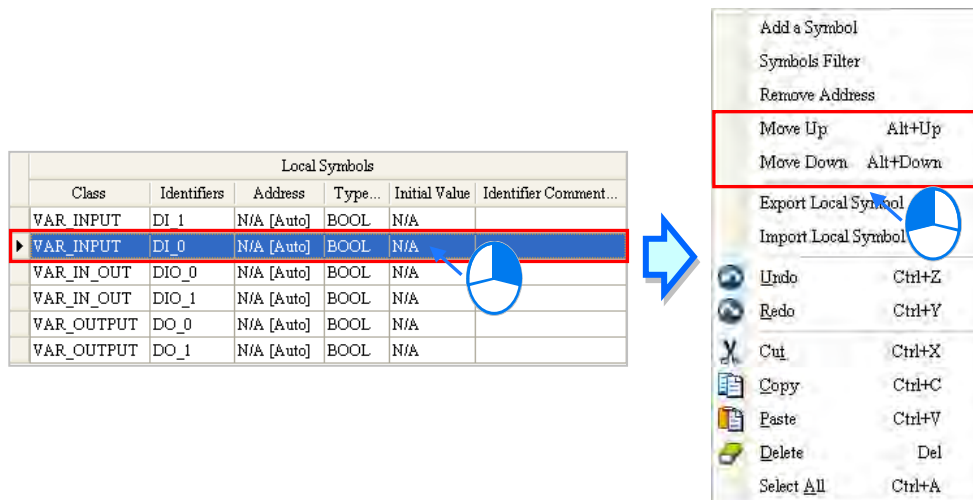 Local Symbols
Class Identifiers Address Type... Initial Value Identifier Comment...
VAR_INPUT DI_1 N/A [Auto] BOOL N/A
VAR_INPUT DI_0 N/A [Auto] BOOL N/A
VAR_IN_OUT DIO_0 N/A [Auto] BOOL N/A
VAR_IN_OUT DIO_1 N/A [Auto] BOOL N/A
VAR_OUTPUT DO_0 N/A [Auto] BOOL N/A
VAR_OUTPUT DO_1 N/A [Auto] BOOL N/A
Add a Symbol
Symbols Filter
Remove Address
Move Up Alt+Up
Move Down Alt+Down
Export Local Symbol
Import Local Symbol
Undo Ctrl+Z
Redo Ctrl+Y
Cut Ctrl+X
Copy Ctrl+C
Paste Ctrl+V
Delete Del
Select All Ctrl+A